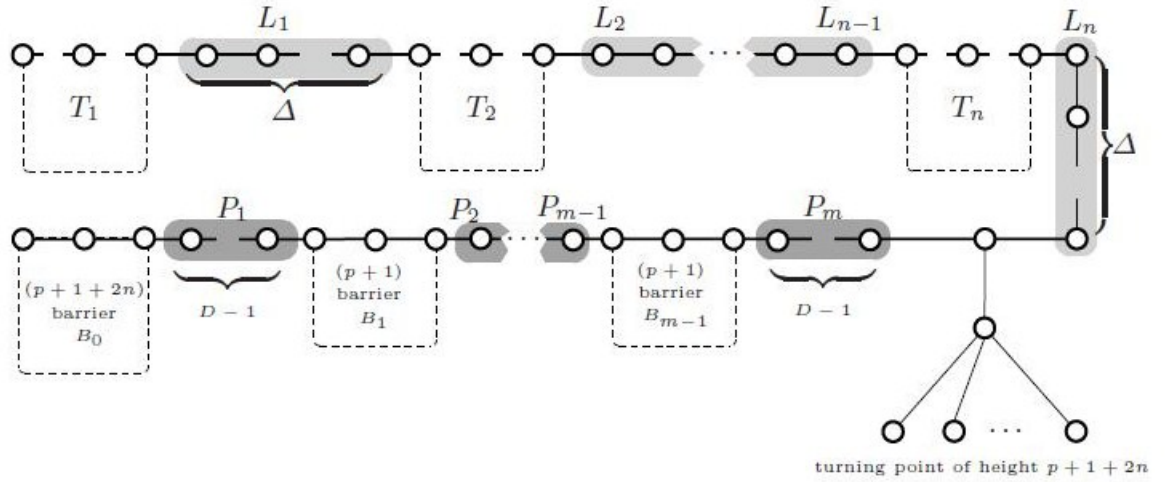 L₁ L₂ Lₙ₋₁ Lₙ
T₁ Δ T₂ ··· Tₙ Δ
P₁ P₂ Pₘ₋₁ Pₘ
(p + 1 + 2n)
barrier
B₀
D − 1
(p + 1)
barrier
B₁
···
(p + 1)
barrier
Bₘ₋₁
D − 1
···
turning point of height p + 1 + 2n